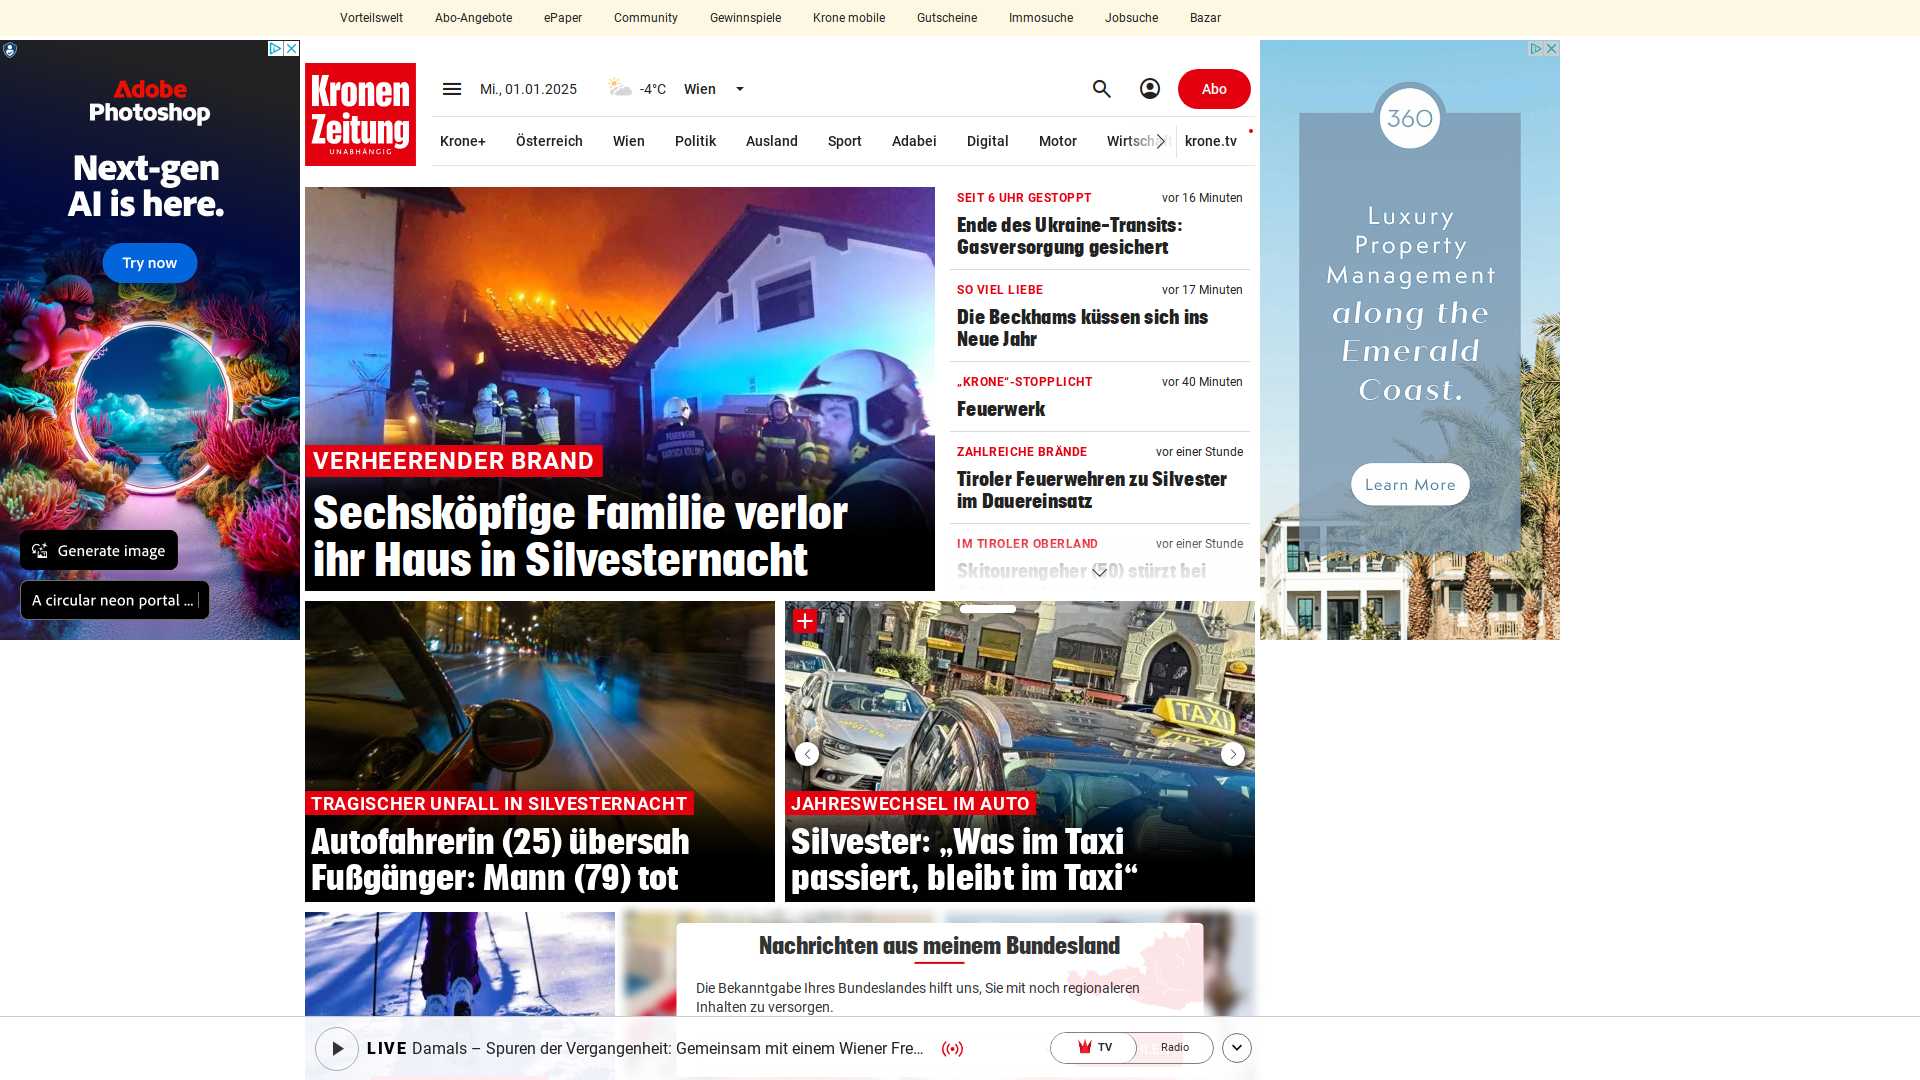 Vorteilswelt
Abo-Angebote
ePaper
Community
Gewinnspiele
Krone mobile
Gutscheine
Immosuche
Jobsuche
Bazar
Adobe
Photoshop
Next-gen
AI is here.
Try now
Generate image
A circular neon portal ...
Kronen
Zeitung
UNABHÄNGIG
Mi., 01.01.2025
-4°C
Wien
Abo
Krone+
Österreich
Wien
Politik
Ausland
Sport
Adabei
Digital
Motor
krone.tv
VERHEERENDER BRAND
Sechsköpfige Familie verlor
ihr Haus in Silvesternacht
SEIT 6 UHR GESTOPPT
vor 16 Minuten
Ende des Ukraine-Transits:
Gasversorgung gesichert
SO VIEL LIEBE
vor 17 Minuten
Die Beckhams küssen sich ins
Neue Jahr
„KRONE“-STOPPLICHT
vor 40 Minuten
Feuerwerk
ZAHLREICHE BRÄNDE
vor einer Stunde
Tiroler Feuerwehren zu Silvester
im Dauereinsatz
IM TIROLER OBERLAND
vor einer Stunde
Skitourengeher (50) stürzt bei
TRAGISCHER UNFALL IN SILVESTERNACHT
Autofahrerin (25) übersah
Fußgänger: Mann (79) tot
TAXI
JAHRESWECHSEL IM AUTO
Silvester: „Was im Taxi
passiert, bleibt im Taxi“
360
Luxury
Property
Management
along the
Emerald
Coast.
Learn More
Nachrichten aus meinem Bundesland
Die Bekanntgabe Ihres Bundeslandes hilft uns, Sie mit noch regionaleren
Inhalten zu versorgen.
LIVE Damals – Spuren der Vergangenheit: Gemeinsam mit einem Wiener Fre...
TV
Radio